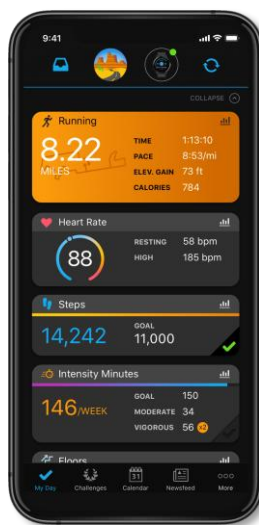 9:41
COLLAPSE
Running
8.22
MILES
TIME 1:13:10
PACE 8:53/mi
ELEV. GAIN 73 ft
CALORIES 784
Heart Rate
88
RESTING 58 bpm
HIGH 185 bpm
Steps
14,242
GOAL
11,000
Intensity Minutes
146/WEEK
GOAL 150
MODERATE 34
VIGOROUS 56 x2
Floors
31
My Day Challenges Calendar Newsfeed More